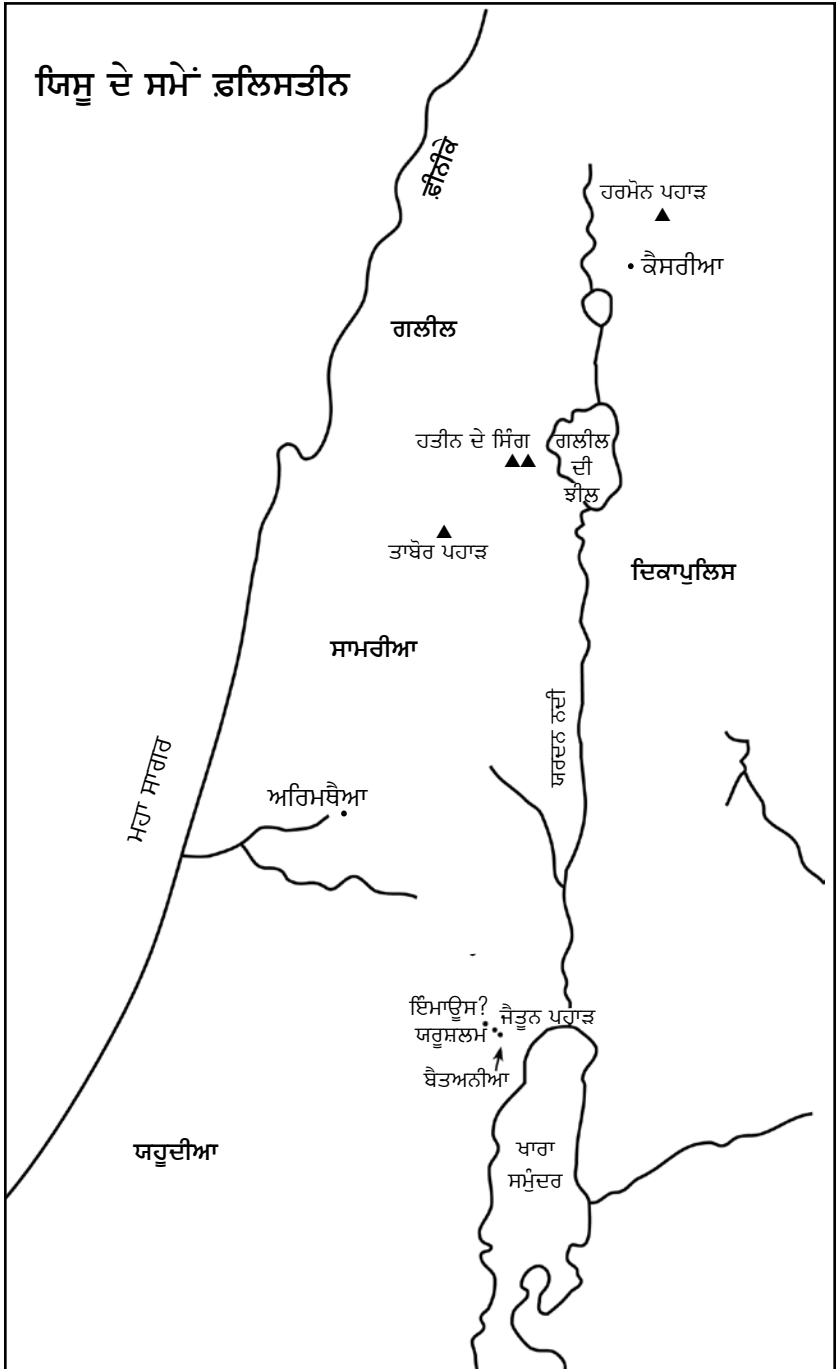 ਯਿਸੂ ਦੇ ਸਮੇਂ ਫ਼ਲਿਸਤੀਨ
ਫ਼ੀਨੀਕੇ
ਹਰਮੋਨ ਪਹਾੜ
ਕੈਸਰੀਆ
ਗਲੀਲ
ਹਤੀਨ ਦੇ ਸਿੰਗ
ਗਲੀਲ
ਦੀ
ਝੀਲ
ਤਾਬੋਰ ਪਹਾੜ
ਦਿਕਾਪੁਲਿਸ
ਸਾਮਰੀਆ
ਯਰਦਨ ਨਦੀ
ਮਹਾ ਸਾਗਰ
ਅਰਿਮਥੈਆ
ਇੰਮਾਊਸ?
ਜੈਤੂਨ ਪਹਾੜ
ਯਰੂਸ਼ਲਮ
ਬੈਤਅਨੀਆ
ਯਹੂਦੀਆ
ਖਾਰਾ
ਸਮੁੰਦਰ